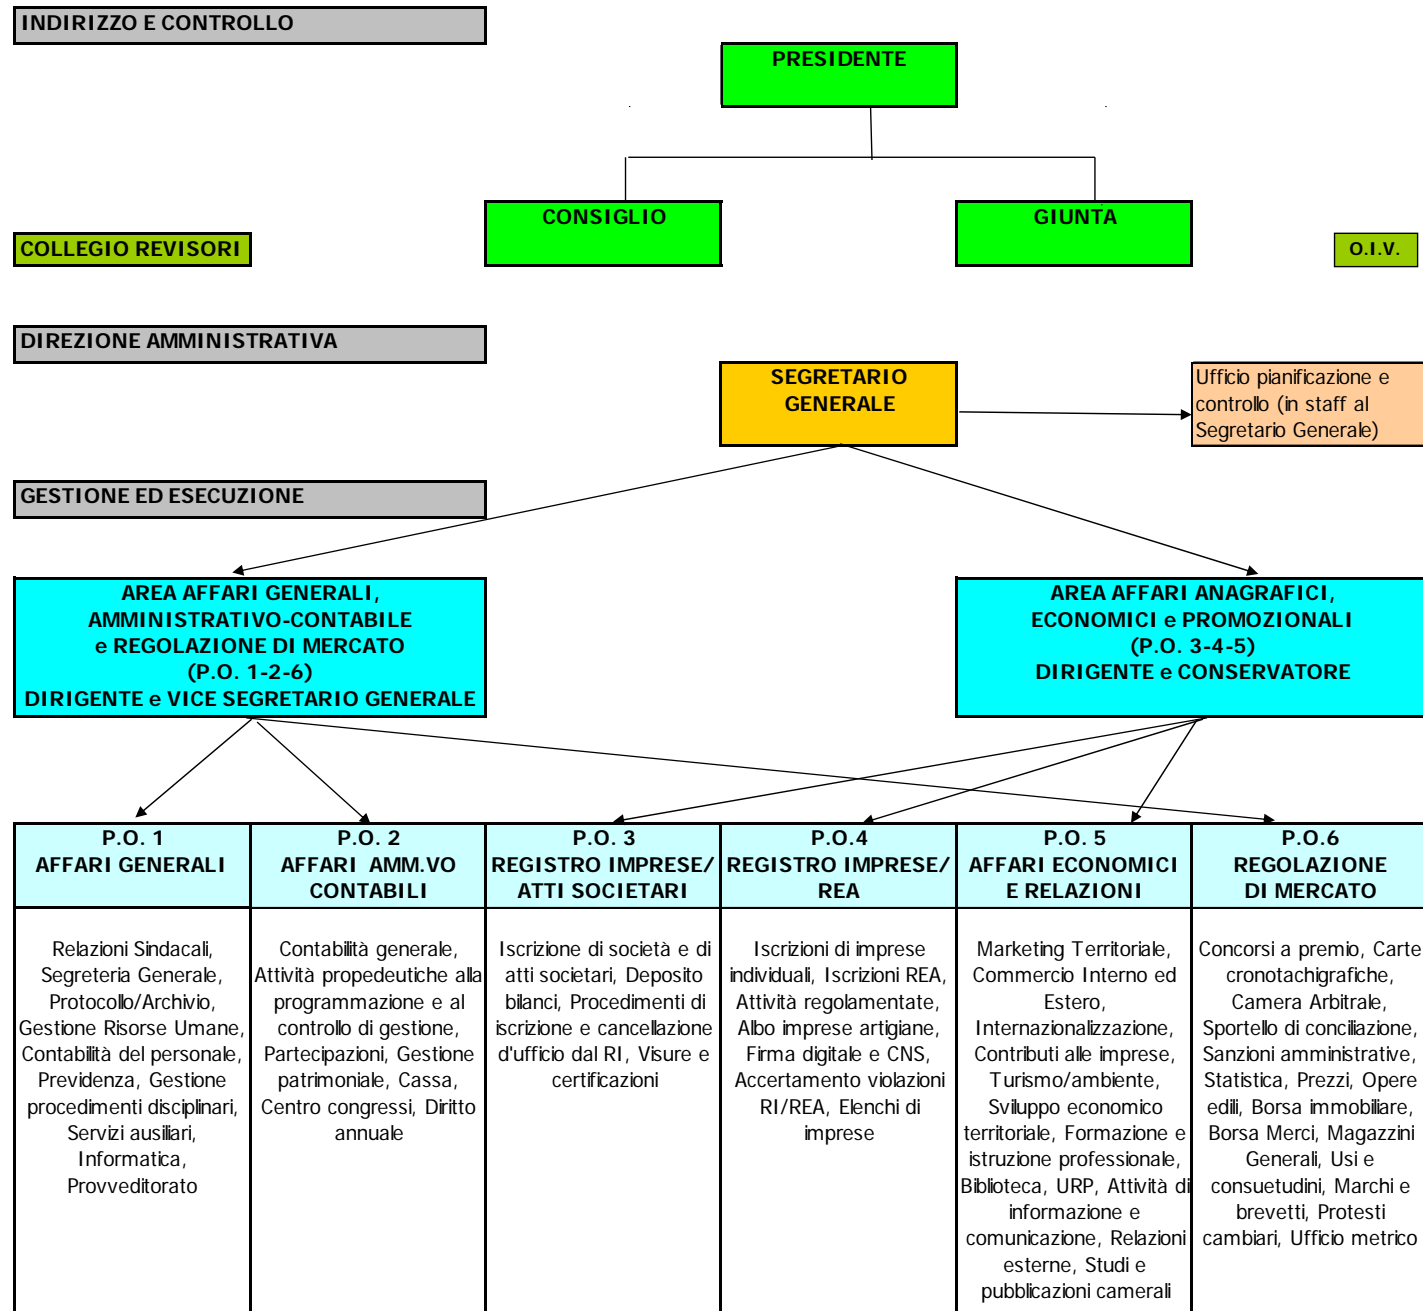 INDIRIZZO E CONTROLLO
PRESIDENTE
CONSIGLIO
GIUNTA
COLLEGIO REVISORI
O.I.V.
DIREZIONE AMMINISTRATIVA
SEGRETARIO
GENERALE
Ufficio pianificazione e
controllo (in staff al
Segretario Generale)
GESTIONE ED ESECUZIONE
AREA AFFARI GENERALI,
AMMINISTRATIVO-CONTABILE
e REGOLAZIONE DI MERCATO
(P.O. 1-2-6)
DIRIGENTE e VICE SEGRETARIO GENERALE
AREA AFFARI ANAGRAFICI,
ECONOMICI e PROMOZIONALI
(P.O. 3-4-5)
DIRIGENTE e CONSERVATORE
P.O. 1
AFFARI GENERALI
Relazioni Sindacali,
Segreteria Generale,
Protocollo/Archivio,
Gestione Risorse Umane,
Contabilità del personale,
Previdenza, Gestione
procedimenti disciplinari,
Servizi ausiliari,
Informatica,
Provveditorato
P.O. 2
AFFARI AMM.VO
CONTABILI
Contabilità generale,
Attività propedeutiche alla
programmazione e al
controllo di gestione,
Partecipazioni, Gestione
patrimoniale, Cassa,
Centro congressi, Diritto
annuale
P.O. 3
REGISTRO IMPRESE/
ATTI SOCIETARI
Iscrizione di società e di
atti societari, Deposito
bilanci, Procedimenti di
iscrizione e cancellazione
d'ufficio dal RI, Visure e
certificazioni
P.O.4
REGISTRO IMPRESE/
REA
Iscrizioni di imprese
individuali, Iscrizioni REA,
Attività regolamentate,
Albo imprese artigiane,
Firma digitale e CNS,
Accertamento violazioni
RI/REA, Elenchi di
imprese
P.O. 5
AFFARI ECONOMICI
E RELAZIONI
Marketing Territoriale,
Commercio Interno ed
Estero,
Internazionalizzazione,
Contributi alle imprese,
Turismo/ambiente,
Sviluppo economico
territoriale, Formazione e
istruzione professionale,
Biblioteca, URP, Attività di
informazione e
comunicazione, Relazioni
esterne, Studi e
pubblicazioni camerali
P.O.6
REGOLAZIONE
DI MERCATO
Concorsi a premio, Carte
cronotachigrafiche,
Camera Arbitrale,
Sportello di conciliazione,
Sanzioni amministrative,
Statistica, Prezzi, Opere
edili, Borsa immobiliare,
Borsa Merci, Magazzini
Generali, Usi e
consuetudini, Marchi e
brevetti, Protesti
cambiari, Ufficio metrico